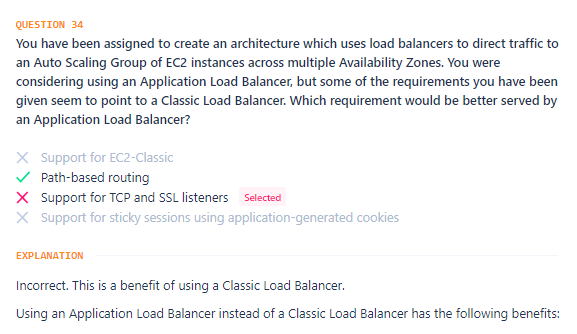 QUESTION 34
You have been assigned to create an architecture which uses load balancers to direct traffic to
an Auto Scaling Group of EC2 instances across multiple Availability Zones. You were
considering using an Application Load Balancer, but some of the requirements you have been
given seem to point to a Classic Load Balancer. Which requirement would be better served by
an Application Load Balancer?
Support for EC2-Classic
Path-based routing
Support for TCP and SSL listeners Selected
Support for sticky sessions using application-generated cookies
EXPLANATION
Incorrect. This is a benefit of using a Classic Load Balancer.
Using an Application Load Balancer instead of a Classic Load Balancer has the following benefits: